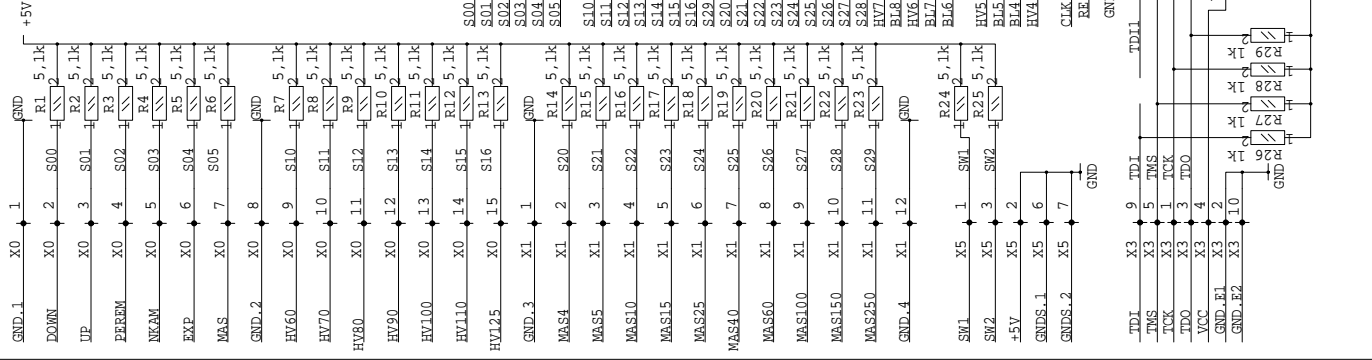 +5V
S00
S01
S02
S03
S04
S05
S10
S11
S12
S13
S14
S15
S16
S29
S20
S21
S22
S23
S24
S25
S26
S27
S28
HV7
BL8
HV6
BL7
BL6
HV5
BL5
BL4
HV4
CLK
RE
TDI1
GND
R1 5,1k
R2 5,1k
R3 5,1k
R4 5,1k
R5 5,1k
R6 5,1k
GND
R7 5,1k
R8 5,1k
R9 5,1k
R10 5,1k
R11 5,1k
R12 5,1k
R13 5,1k
GND
R14 5,1k
R15 5,1k
R16 5,1k
R17 5,1k
R18 5,1k
R19 5,1k
R20 5,1k
R21 5,1k
R22 5,1k
R23 5,1k
GND
R24 5,1k
R25 5,1k
R29 1k
R28 1k
R27 1k
R26 1k
S00
S01
S02
S03
S04
S05
S10
S11
S12
S13
S14
S15
S16
S20
S21
S22
S23
S24
S25
S26
S27
S28
S29
SW1
SW2
GND
TDI
TMS
TCK
TDO
GND
GND.1 X0 1
DOWN X0 2
UP X0 3
PEREM X0 4
NKAM X0 5
EXP X0 6
MAS X0 7
GND.2 X0 8
HV60 X0 9
HV70 X0 10
HV80 X0 11
HV90 X0 12
HV100 X0 13
HV110 X0 14
HV125 X0 15
GND.3 X1 1
MAS4 X1 2
MAS5 X1 3
MAS10 X1 4
MAS15 X1 5
MAS25 X1 6
MAS40 X1 7
MAS60 X1 8
MAS100 X1 9
MAS150 X1 10
MAS250 X1 11
GND.4 X1 12
SW1 X5 1
SW2 X5 3
+5V X5 2
GNDS.1 X5 6
GNDS.2 X5 7
TDI X3 9
TMS X3 5
TCK X3 1
TDO X3 3
VCC X3 4
GND.E1 X3 2
GND.E2 X3 10